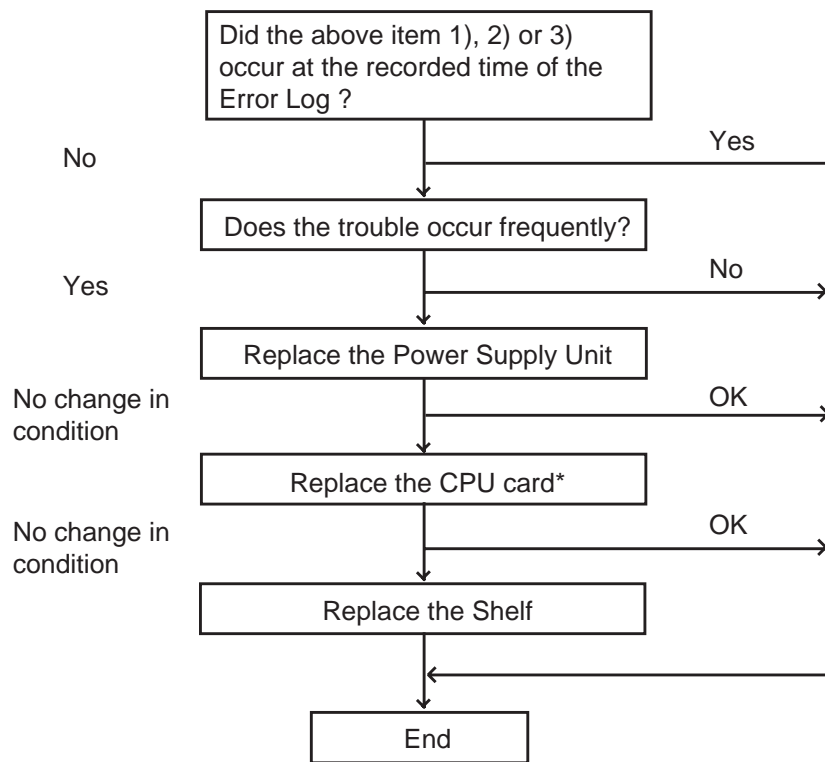 Did the above item 1), 2) or 3)
occur at the recorded time of the
Error Log ?
No
Yes
Does the trouble occur frequently?
Yes
No
Replace the Power Supply Unit
No change in
condition
OK
Replace the CPU card*
No change in
condition
OK
Replace the Shelf
End